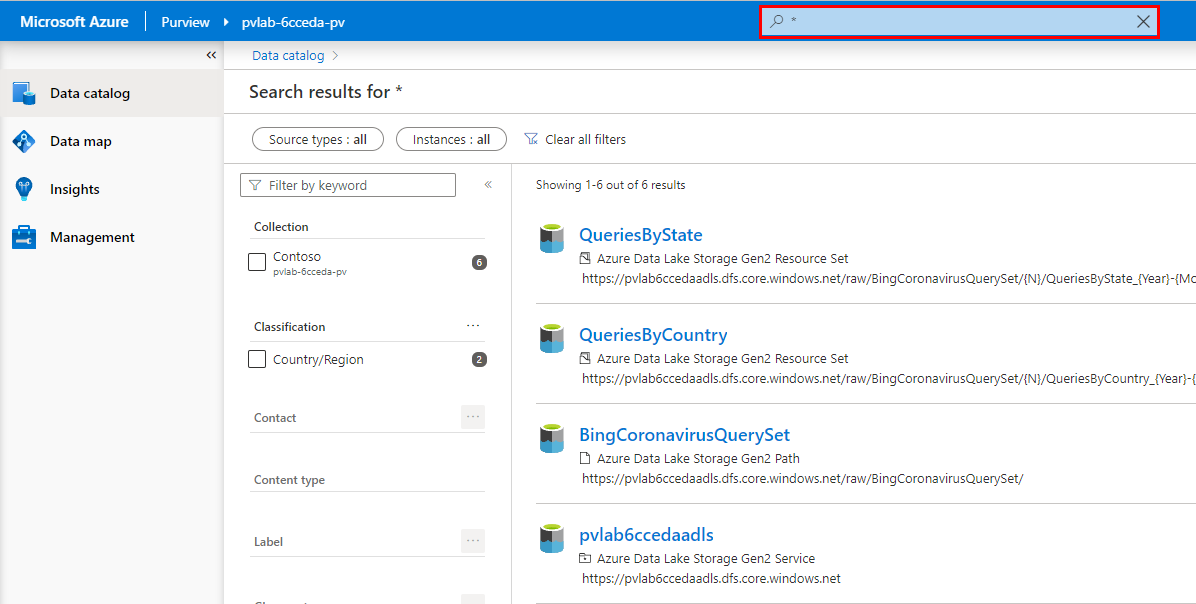 Microsoft Azure
Purview
pvlab-6cceda-pv
*
Data catalog
Data map
Insights
Management
Data catalog
Search results for *
Source types : all
Instances : all
Clear all filters
Filter by keyword
Collection
Contoso
pvlab-6cceda-pv
6
Classification
Country/Region
2
Contact
Content type
Label
Showing 1-6 out of 6 results
QueriesByState
Azure Data Lake Storage Gen2 Resource Set
https://pvlab6ccedaadls.dfs.core.windows.net/raw/BingCoronavirusQuerySet/{N}/QueriesByState_{Year}-{Mo
QueriesByCountry
Azure Data Lake Storage Gen2 Resource Set
https://pvlab6ccedaadls.dfs.core.windows.net/raw/BingCoronavirusQuerySet/{N}/QueriesByCountry_{Year}-{
BingCoronavirusQuerySet
Azure Data Lake Storage Gen2 Path
https://pvlab6ccedaadls.dfs.core.windows.net/raw/BingCoronavirusQuerySet/
pvlab6ccedaadls
Azure Data Lake Storage Gen2 Service
https://pvlab6ccedaadls.dfs.core.windows.net